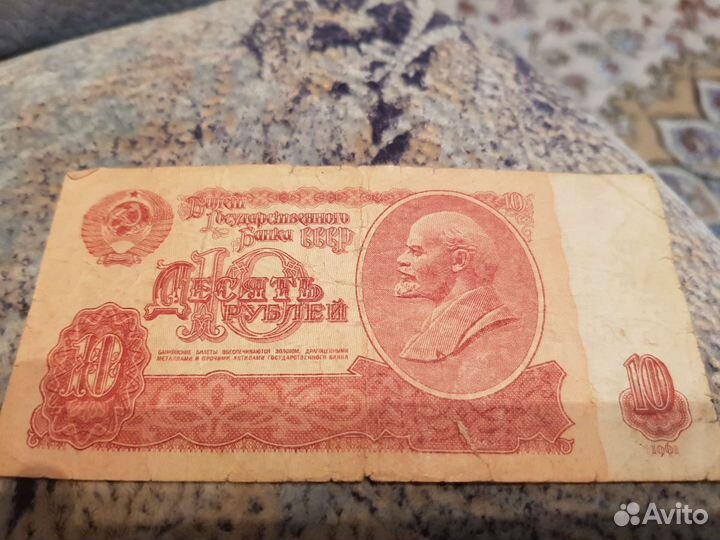 Билет
Государственного
Банка СССР
10
10
Десять
Рублей
БАНКОВСКИЕ БИЛЕТЫ ОБЕСПЕЧИВАЮТСЯ ЗОЛОТОМ, ДРАГОЦЕННЫМИ
МЕТАЛЛАМИ И ПРОЧИМИ АКТИВАМИ ГОСУДАРСТВЕННОГО БАНКА
10
10
1961
Avito